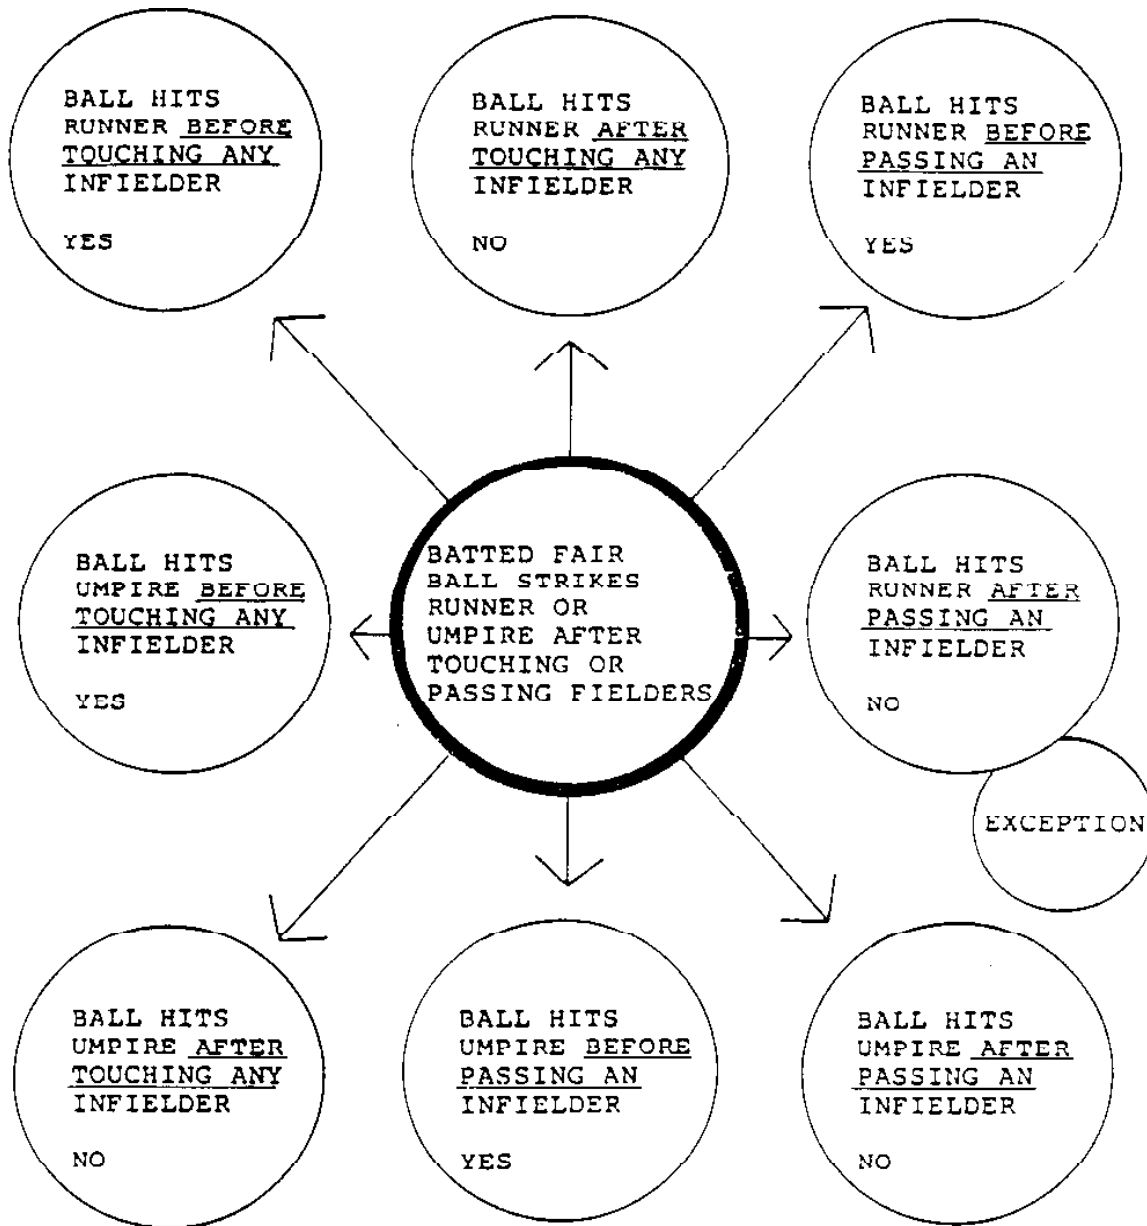 BALL HITS
RUNNER BEFORE
TOUCHING ANY
INFIELDER
YES
BALL HITS
RUNNER AFTER
TOUCHING ANY
INFIELDER
NO
BALL HITS
RUNNER BEFORE
PASSING AN
INFIELDER
YES
BALL HITS
UMPIRE BEFORE
TOUCHING ANY
INFIELDER
YES
BATTED FAIR
BALL STRIKES
RUNNER OR
UMPIRE AFTER
TOUCHING OR
PASSING FIELDERS
BALL HITS
RUNNER AFTER
PASSING AN
INFIELDER
NO
EXCEPTION
BALL HITS
UMPIRE AFTER
TOUCHING ANY
INFIELDER
NO
BALL HITS
UMPIRE BEFORE
PASSING AN
INFIELDER
YES
BALL HITS
UMPIRE AFTER
PASSING AN
INFIELDER
NO